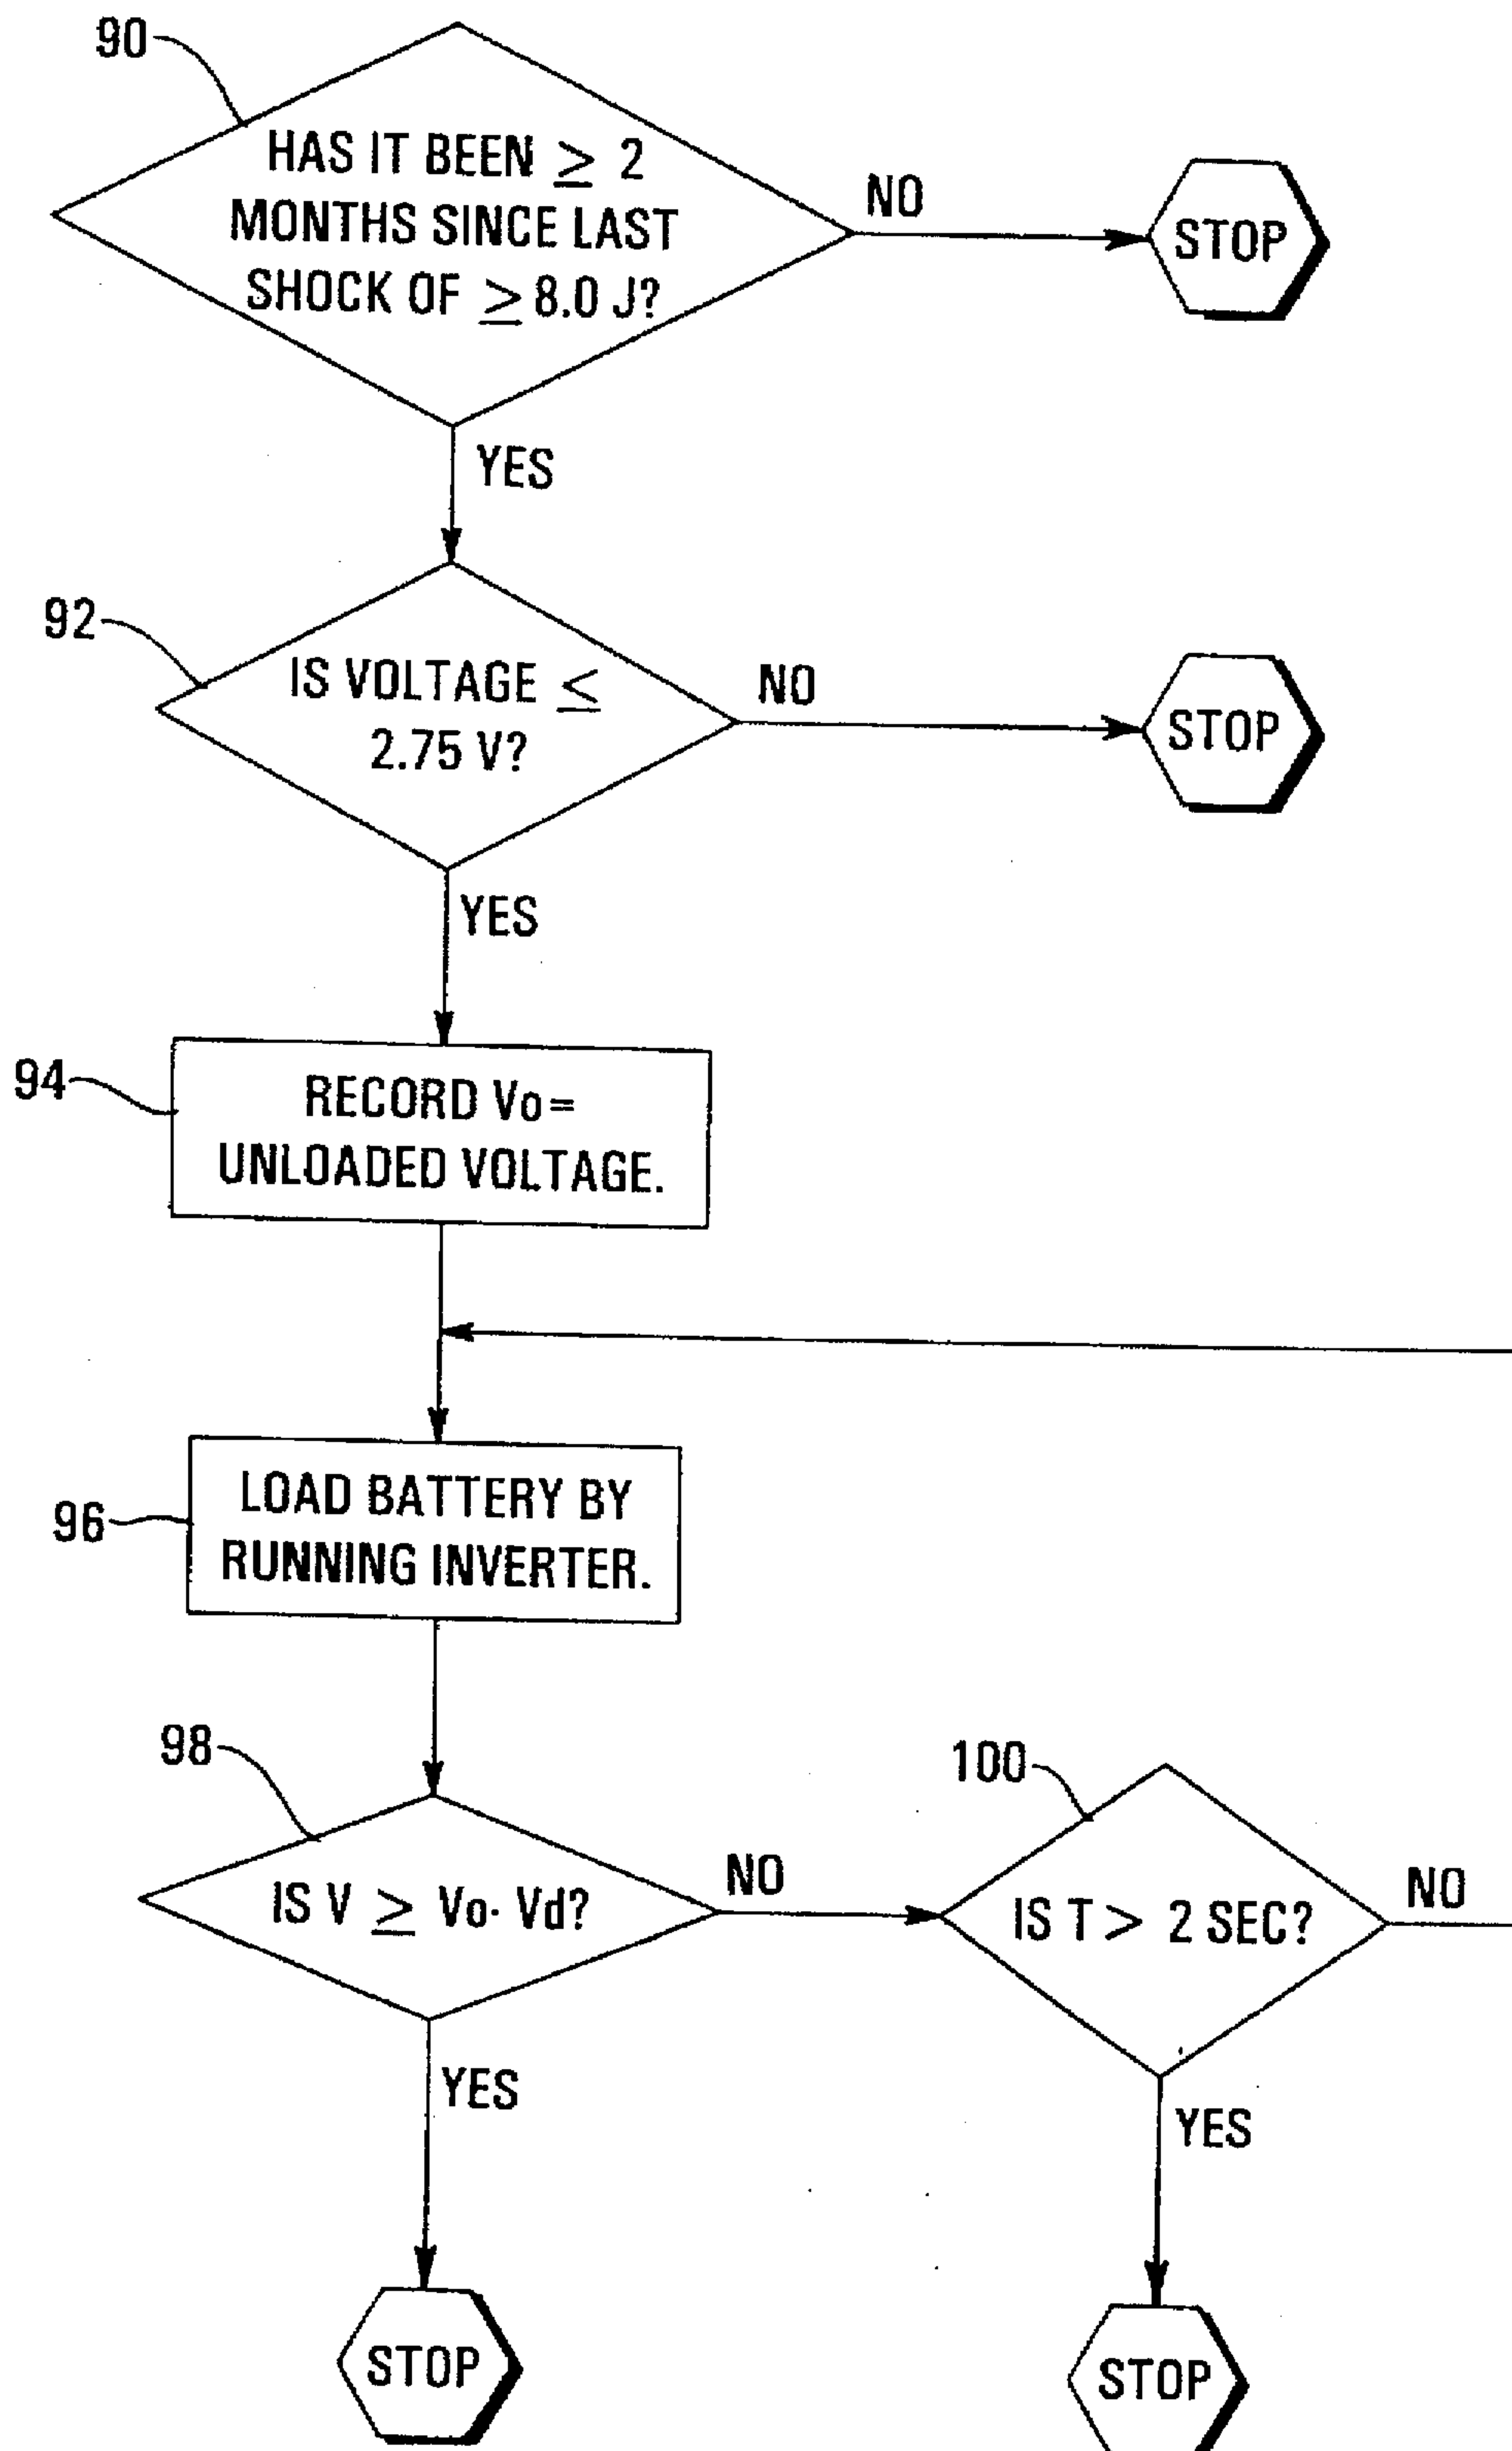 90
HAS IT BEEN ≥ 2
MONTHS SINCE LAST
SHOCK OF ≥ 8.0 J?
NO
STOP
YES
92
IS VOLTAGE ≤
2.75 V?
NO
STOP
YES
94
RECORD Vo =
UNLOADED VOLTAGE.
96
LOAD BATTERY BY
RUNNING INVERTER.
98
IS V ≥ Vo· Vd?
NO
100
IS T > 2 SEC?
NO
YES
STOP
YES
STOP